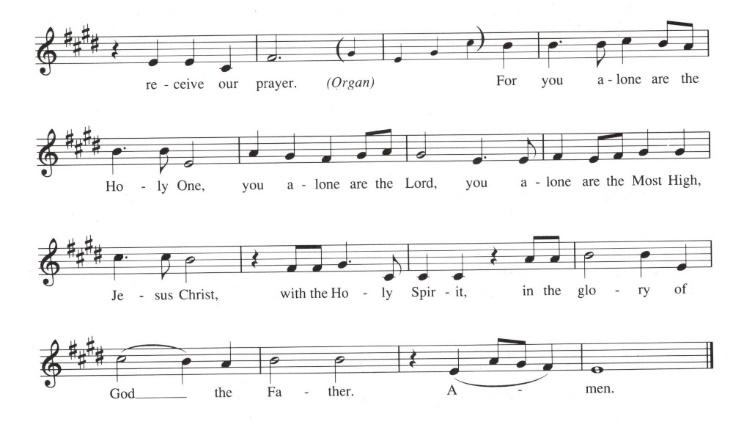 re - ceive our prayer. (Organ) For you a - lone are the
Ho - ly One, you a - lone are the Lord, you a - lone are the Most High,
Je - sus Christ, with the Ho - ly Spir - it, in the glo - ry of
God______ the Fa - ther. A - men.